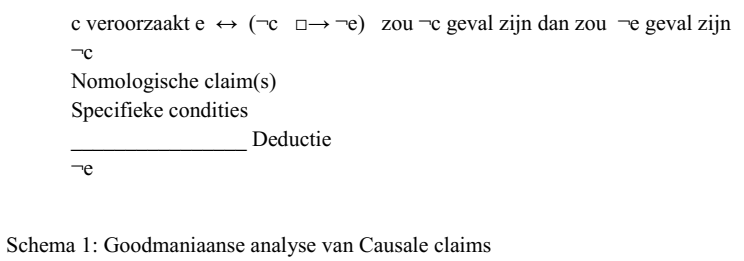 c veroorzaakt e ↔ (¬c □→ ¬e) zou ¬c geval zijn dan zou ¬e geval zijn
¬c
Nomologische claim(s)
Specifieke condities
________________ Deductie
¬e
Schema 1: Goodmaniaanse analyse van Causale claims